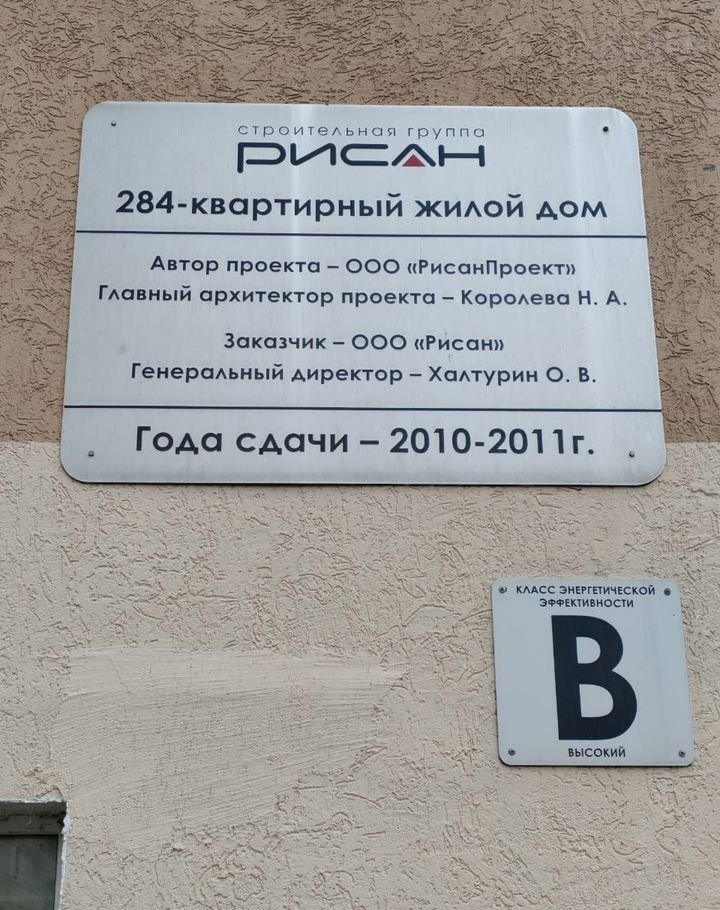 строительная группа
РИСАН
284-квартирный жилой дом
Автор проекта – ООО «РисанПроект»
Главный архитектор проекта – Королева Н. А.
Заказчик – ООО «Рисан»
Генеральный директор – Халтурин О. В.
Года сдачи – 2010-2011г.
КЛАСС ЭНЕРГЕТИЧЕСКОЙ
ЭФФЕКТИВНОСТИ
В
ВЫСОКИЙ